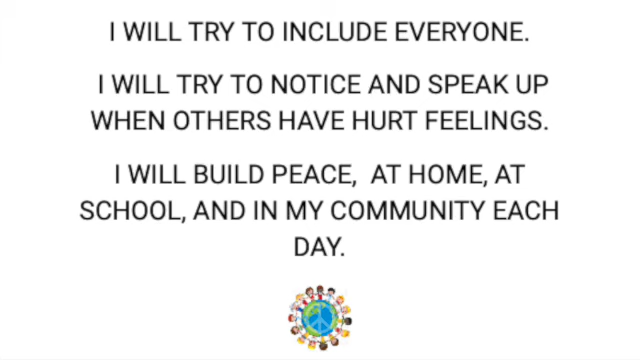 I WILL TRY TO INCLUDE EVERYONE.
I WILL TRY TO NOTICE AND SPEAK UP
WHEN OTHERS HAVE HURT FEELINGS.
I WILL BUILD PEACE,  AT HOME, AT
SCHOOL, AND IN MY COMMUNITY EACH
DAY.